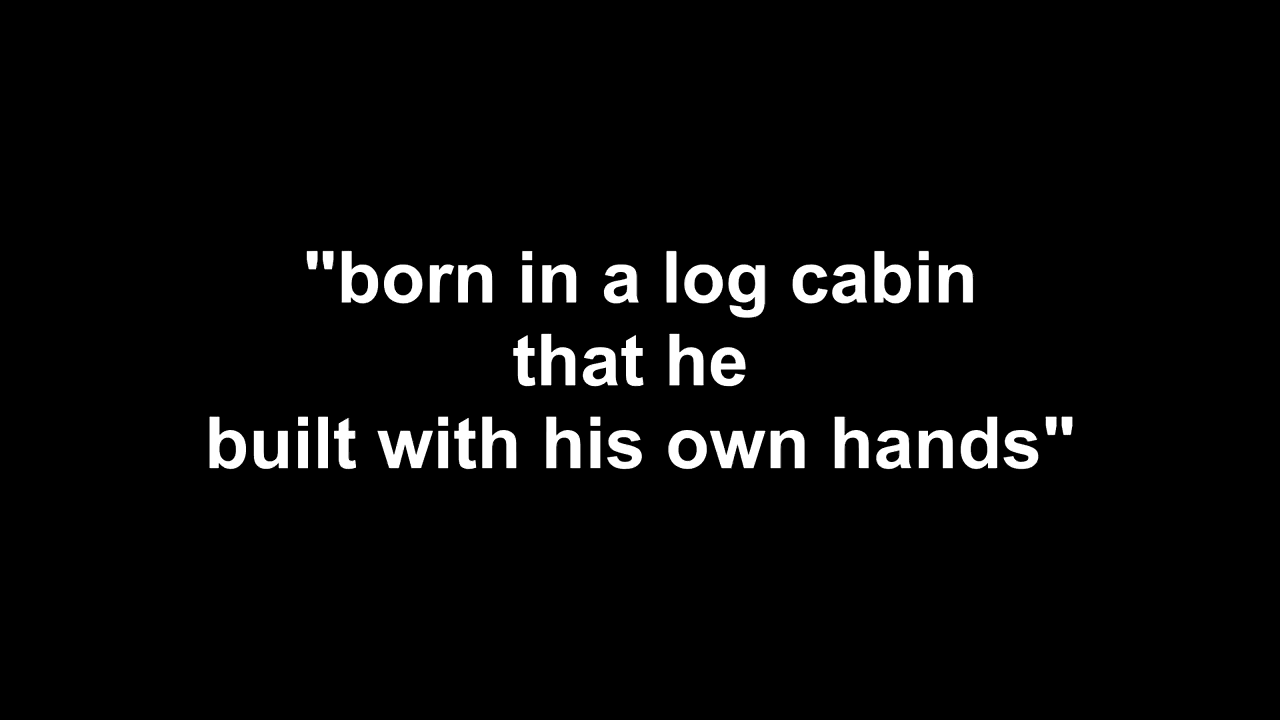 "born in a log cabin
that he
built with his own hands"